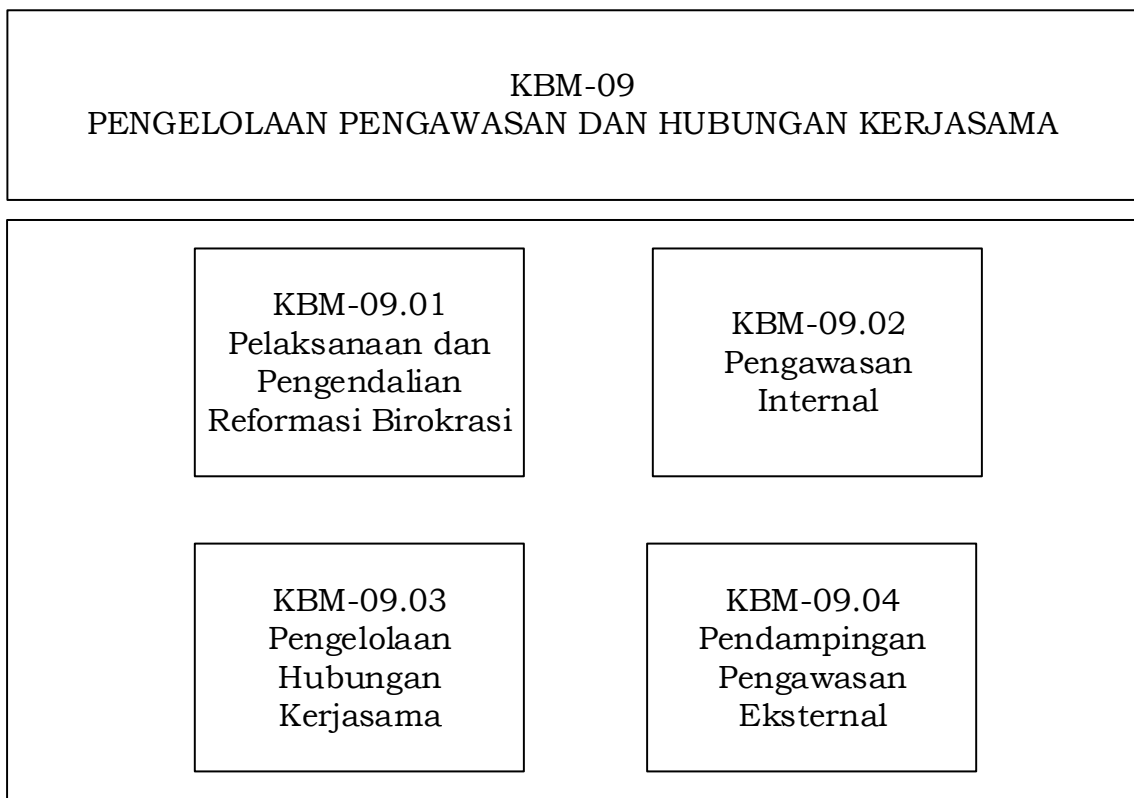 KBM-09
PENGELOLAAN PENGAWASAN DAN HUBUNGAN KERJASAMA
KBM-09.01
Pelaksanaan dan
Pengendalian
Reformasi Birokrasi
KBM-09.02
Pengawasan
Internal
KBM-09.03
Pengelolaan
Hubungan
Kerjasama
KBM-09.04
Pendampingan
Pengawasan
Eksternal